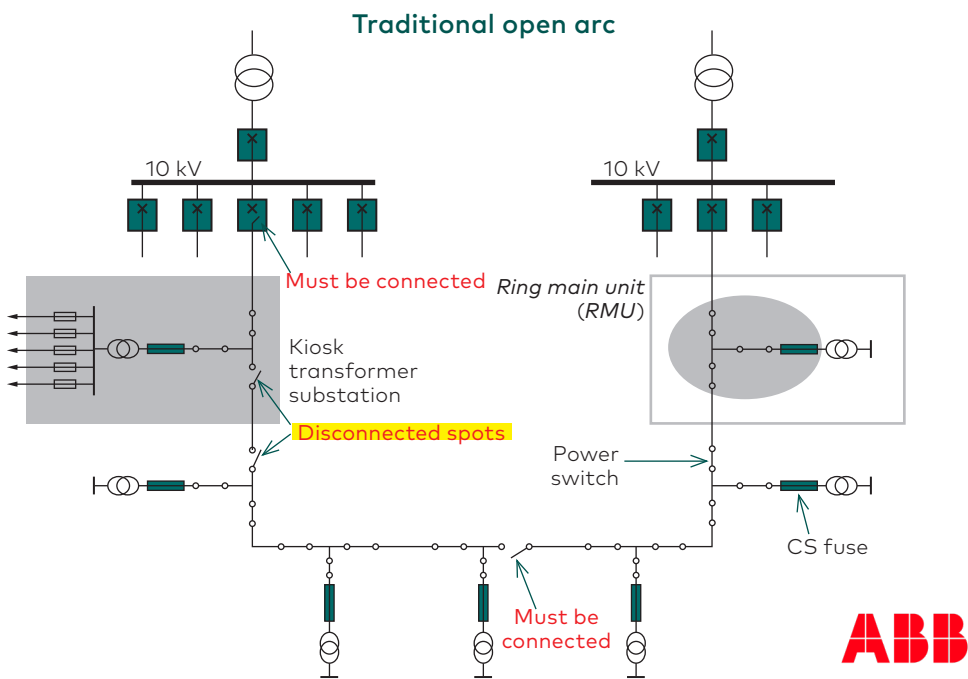 Traditional open arc
10 kV
10 kV
Must be connected
Ring main unit
(RMU)
Kiosk
transformer
substation
Disconnected spots
Power
switch
CS fuse
Must be
connected
ABB